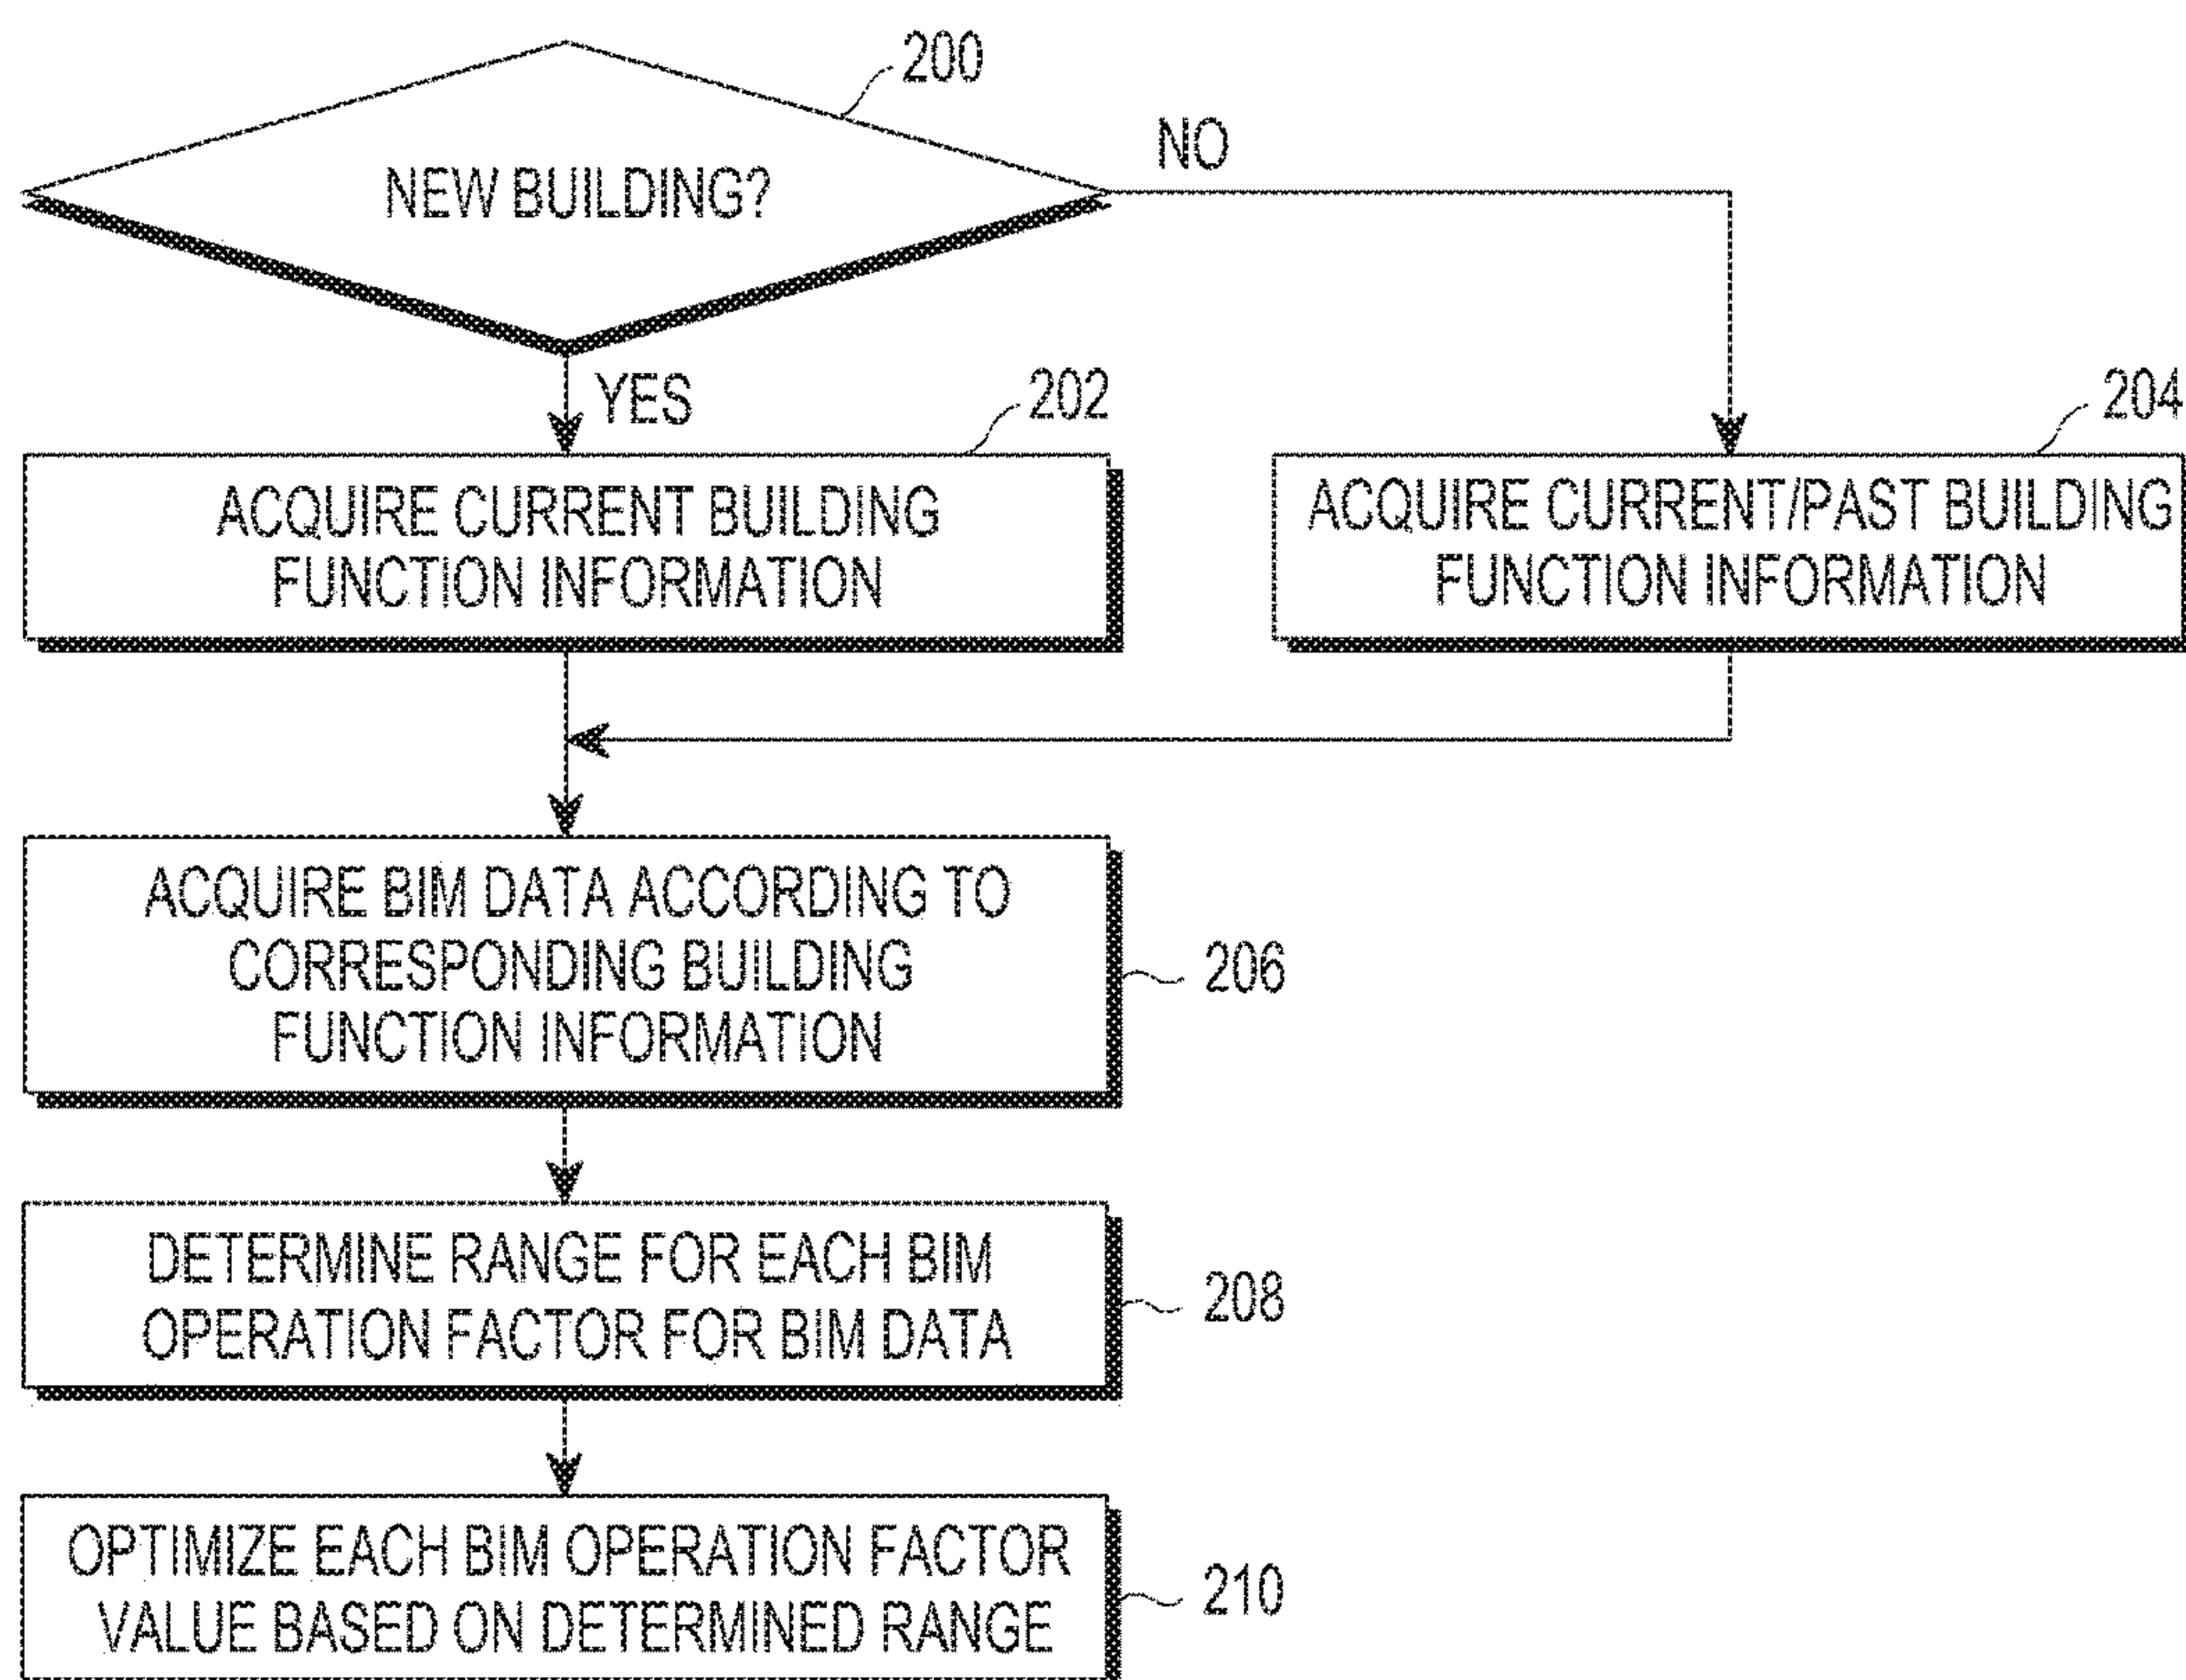 200
NEW BUILDING?
NO
YES
202
204
ACQUIRE CURRENT BUILDING
FUNCTION INFORMATION
ACQUIRE CURRENT/PAST BUILDING
FUNCTION INFORMATION
ACQUIRE BIM DATA ACCORDING TO
CORRESPONDING BUILDING
FUNCTION INFORMATION
206
DETERMINE RANGE FOR EACH BIM
OPERATION FACTOR FOR BIM DATA
208
OPTIMIZE EACH BIM OPERATION FACTOR
VALUE BASED ON DETERMINED RANGE
210